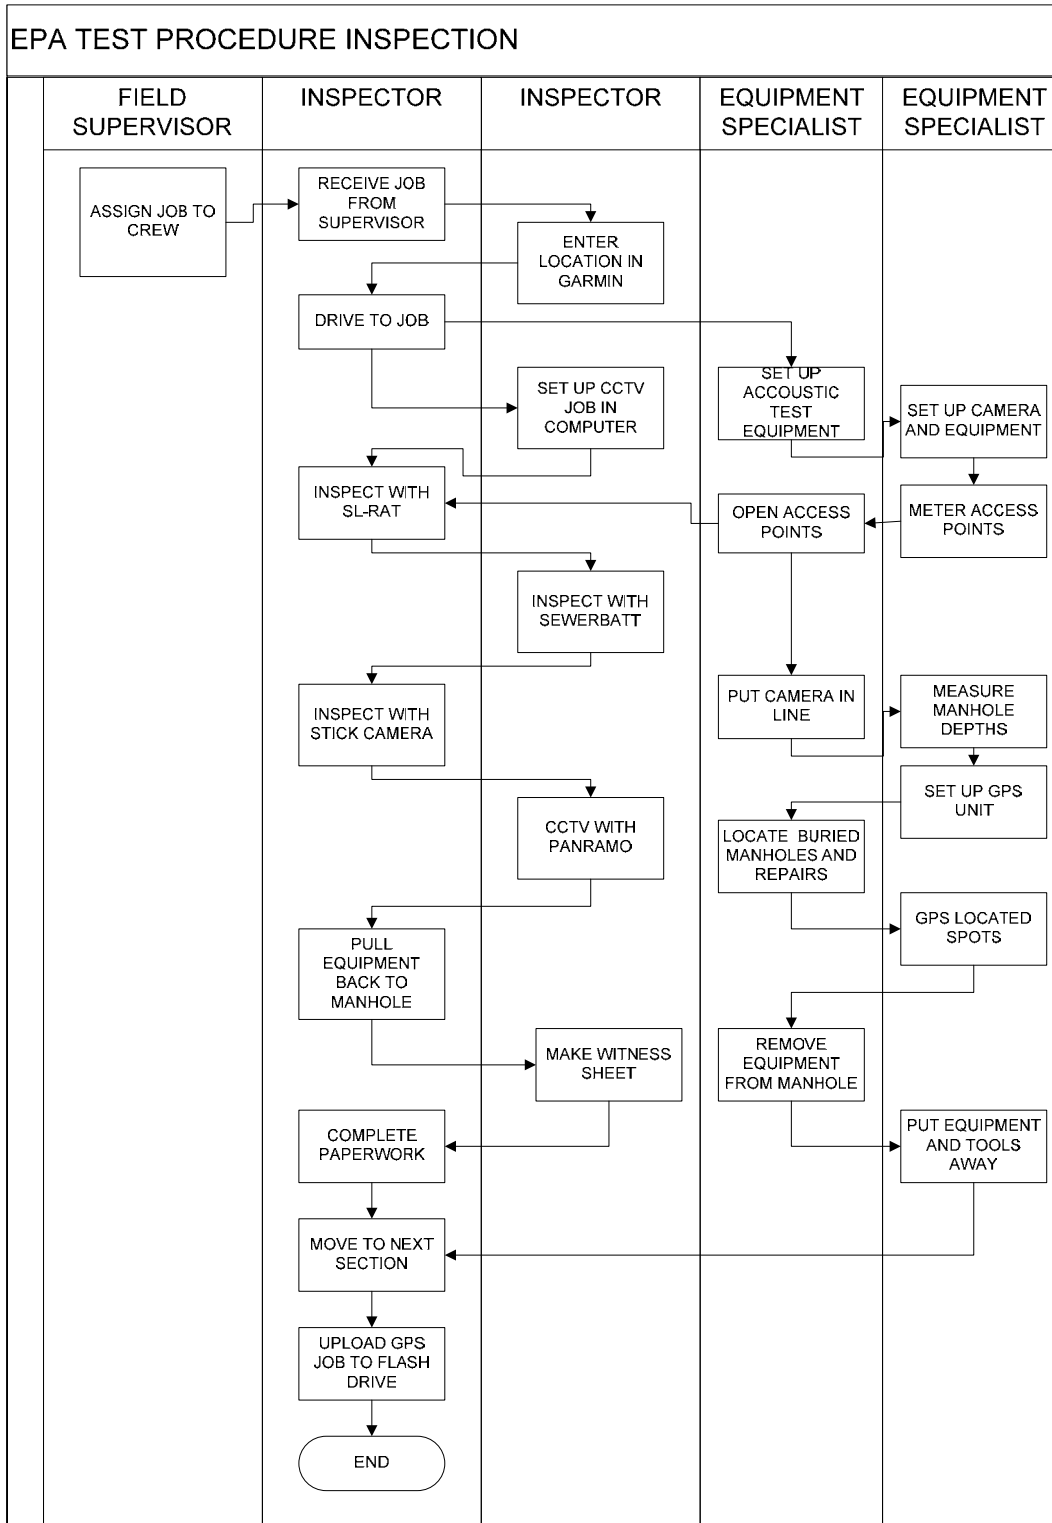 EPA TEST PROCEDURE INSPECTION
FIELD
SUPERVISOR
INSPECTOR
INSPECTOR
EQUIPMENT
SPECIALIST
EQUIPMENT
SPECIALIST
ASSIGN JOB TO
CREW
RECEIVE JOB
FROM
SUPERVISOR
ENTER
LOCATION IN
GARMIN
DRIVE TO JOB
SET UP CCTV
JOB IN
COMPUTER
SET UP
ACCOUSTIC
TEST
EQUIPMENT
SET UP CAMERA
AND EQUIPMENT
INSPECT WITH
SL-RAT
OPEN ACCESS
POINTS
METER ACCESS
POINTS
INSPECT WITH
SEWERBATT
INSPECT WITH
STICK CAMERA
PUT CAMERA IN
LINE
MEASURE
MANHOLE
DEPTHS
SET UP GPS
UNIT
CCTV WITH
PANRAMO
LOCATE BURIED
MANHOLES AND
REPAIRS
GPS LOCATED
SPOTS
PULL
EQUIPMENT
BACK TO
MANHOLE
MAKE WITNESS
SHEET
REMOVE
EQUIPMENT
FROM MANHOLE
COMPLETE
PAPERWORK
PUT EQUIPMENT
AND TOOLS
AWAY
MOVE TO NEXT
SECTION
UPLOAD GPS
JOB TO FLASH
DRIVE
END